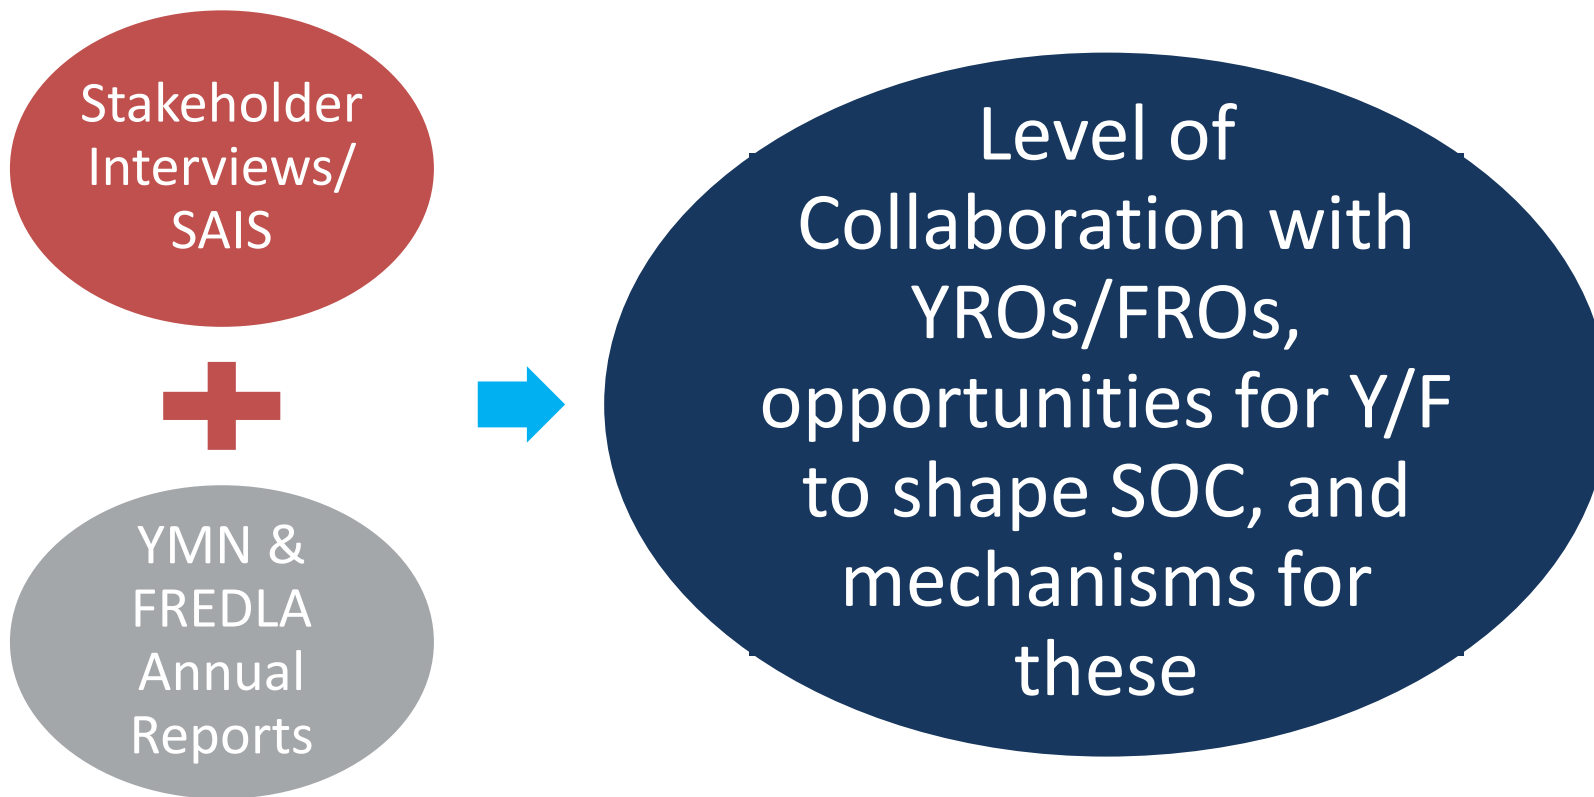 Stakeholder
Interviews/
SAIS
YMN &
FREDLA
Annual
Reports
Level of
Collaboration with
YROs/FROs,
opportunities for Y/F
to shape SOC, and
mechanisms for
these